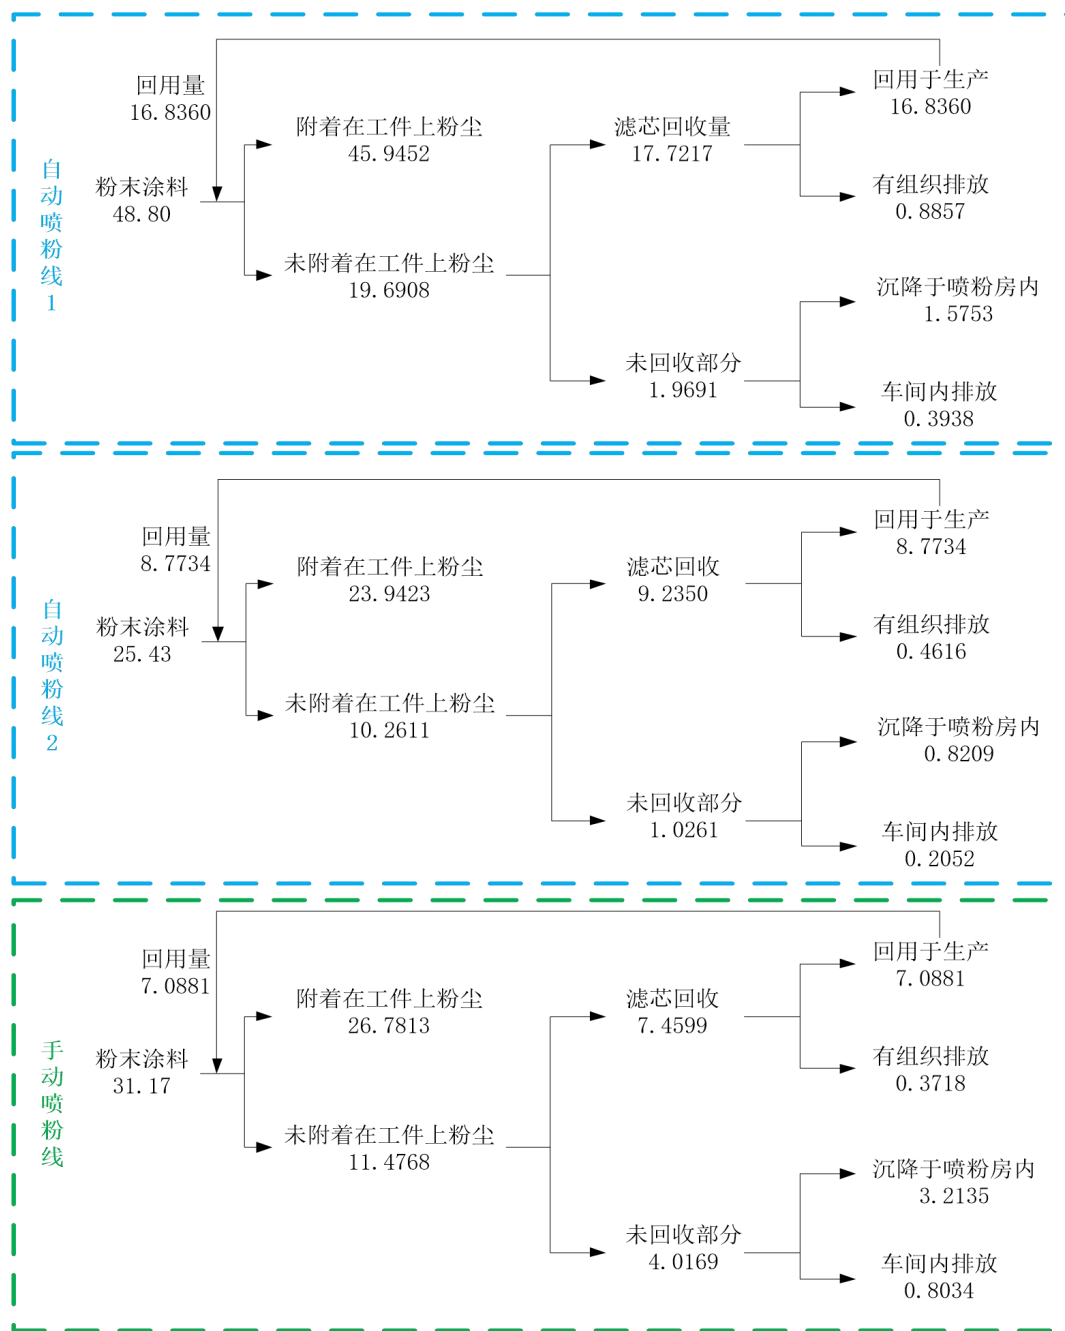 自动喷粉线1
回用量
16.8360
粉末涂料
48.80
附着在工件上粉尘
45.9452
未附着在工件上粉尘
19.6908
滤芯回收量
17.7217
未回收部分
1.9691
回用于生产
16.8360
有组织排放
0.8857
沉降于喷粉房内
1.5753
车间内排放
0.3938
自动喷粉线2
回用量
8.7734
粉末涂料
25.43
附着在工件上粉尘
23.9423
未附着在工件上粉尘
10.2611
滤芯回收
9.2350
未回收部分
1.0261
回用于生产
8.7734
有组织排放
0.4616
沉降于喷粉房内
0.8209
车间内排放
0.2052
手动喷粉线
回用量
7.0881
粉末涂料
31.17
附着在工件上粉尘
26.7813
未附着在工件上粉尘
11.4768
滤芯回收
7.4599
未回收部分
4.0169
回用于生产
7.0881
有组织排放
0.3718
沉降于喷粉房内
3.2135
车间内排放
0.8034